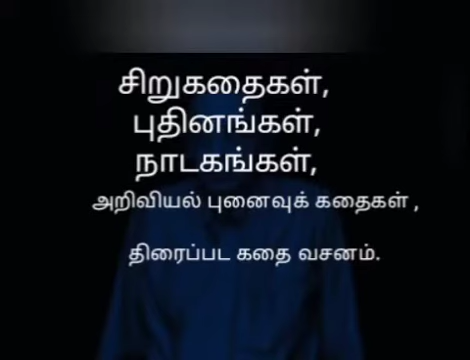 சிறுகதைகள்,
புதினங்கள்,
நாடகங்கள்,
அறிவியல் புனைவுக் கதைகள் ,
திரைப்பட கதை வசனம்.